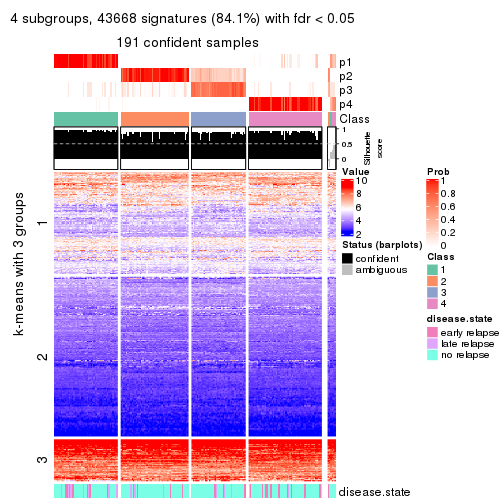 4 subgroups, 43668 signatures (84.1%) with fdr < 0.05
191 confident samples
p1
p2
p3
p4
Class
1
0.5
0
Silhouette
score
k-means with 3 groups
1
2
3
disease.state
Value
10
8
6
4
2
Status (barplots)
confident
ambiguous
Prob
1
0.8
0.6
0.4
0.2
0
Class
1
2
3
4
disease.state
early relapse
late relapse
no relapse